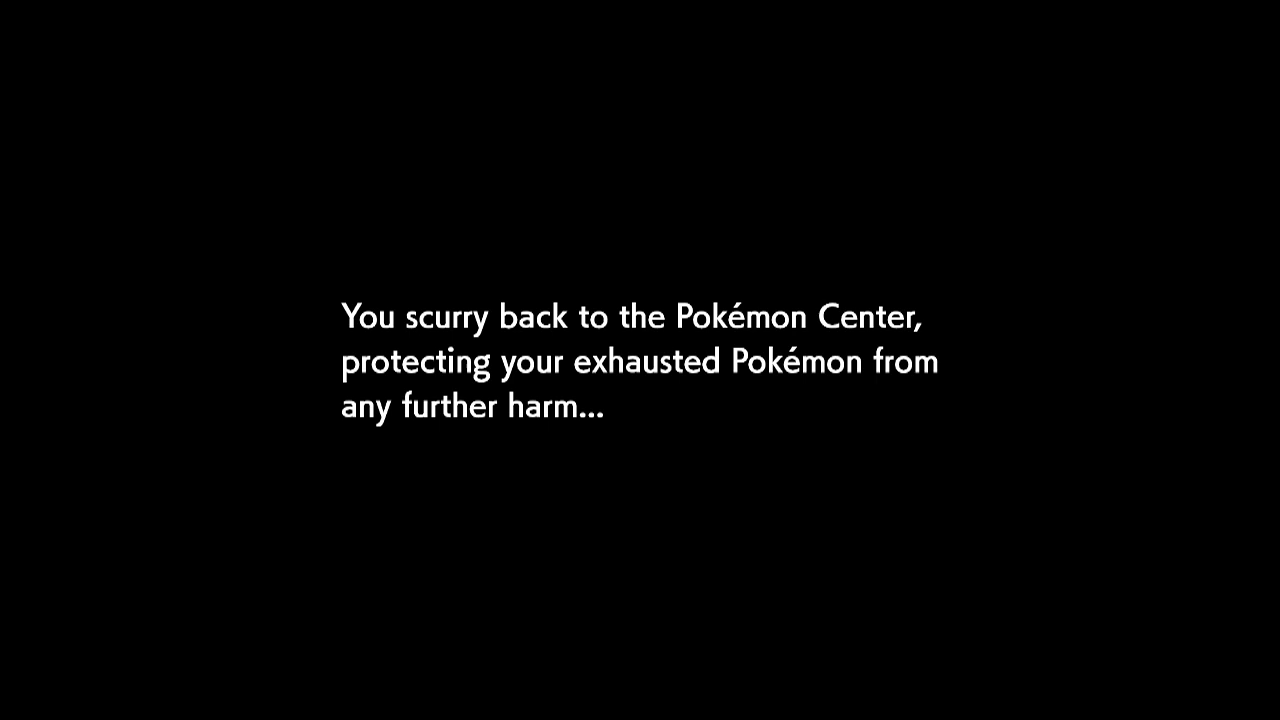 You scurry back to the Pokémon Center,
protecting your exhausted Pokémon from
any further harm...